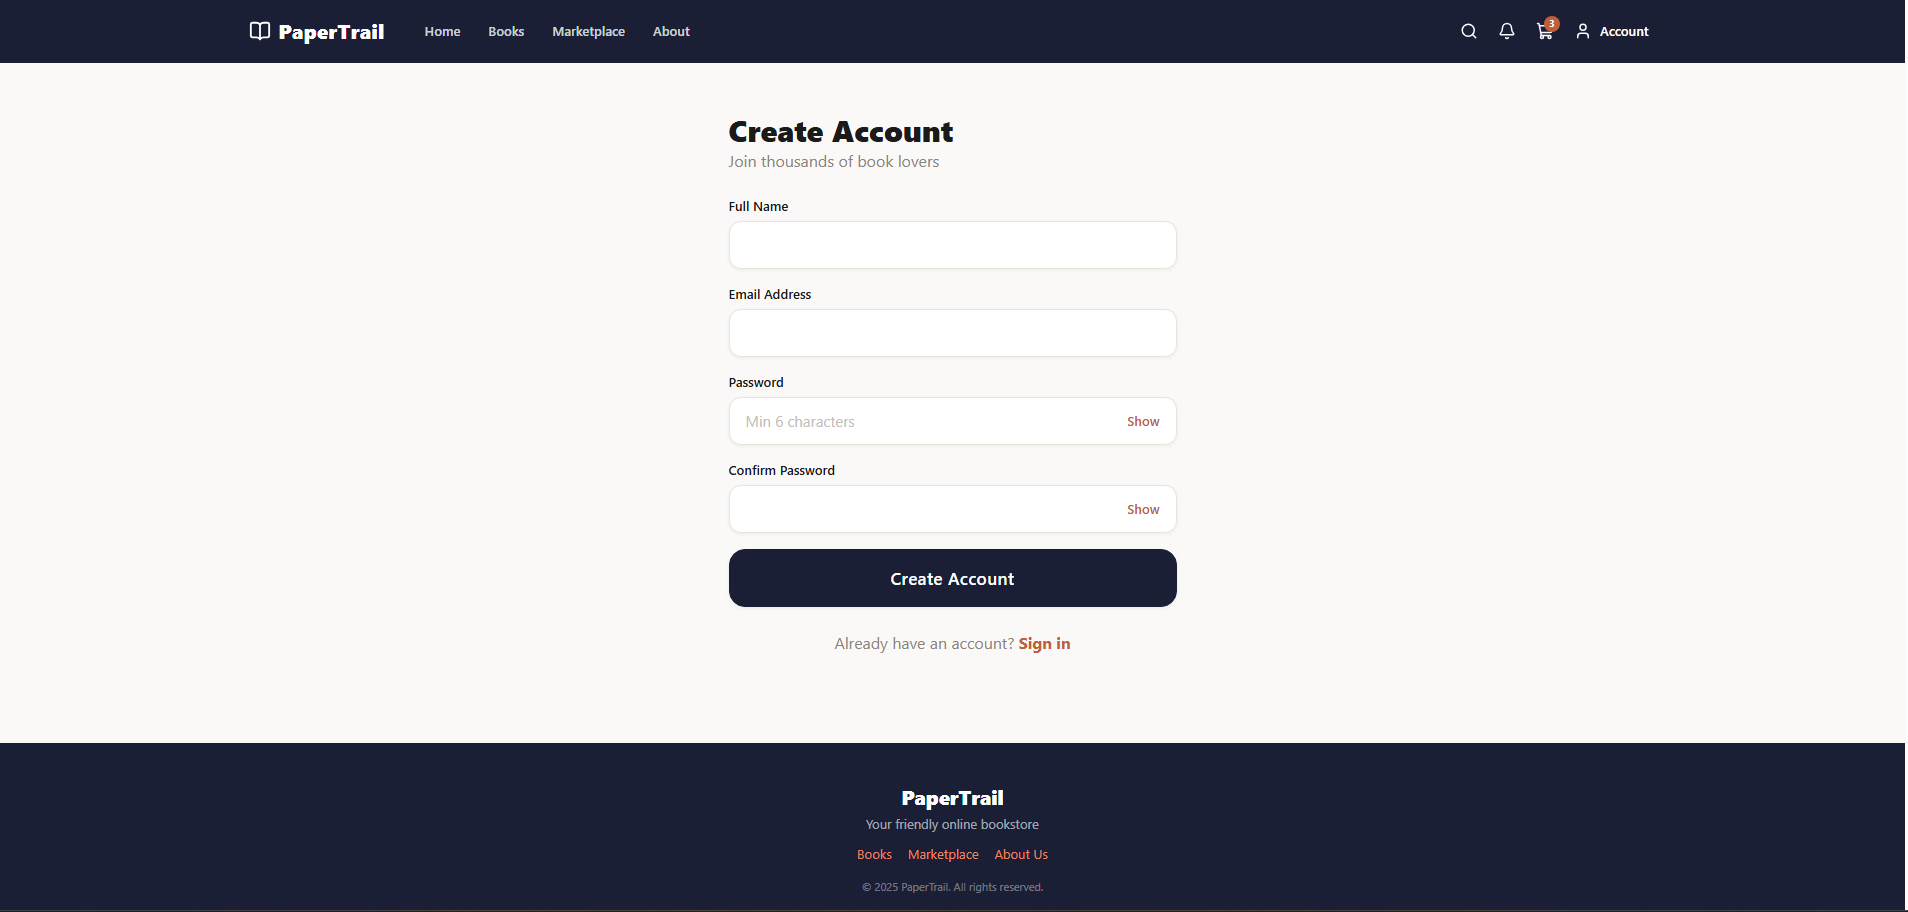 PaperTrail Home Books Marketplace About 3 Account
Create Account
Join thousands of book lovers
Full Name
Email Address
Password
Min 6 characters Show
Confirm Password
Show
Create Account
Already have an account? Sign in
PaperTrail
Your friendly online bookstore
Books Marketplace About Us
© 2025 PaperTrail. All rights reserved.